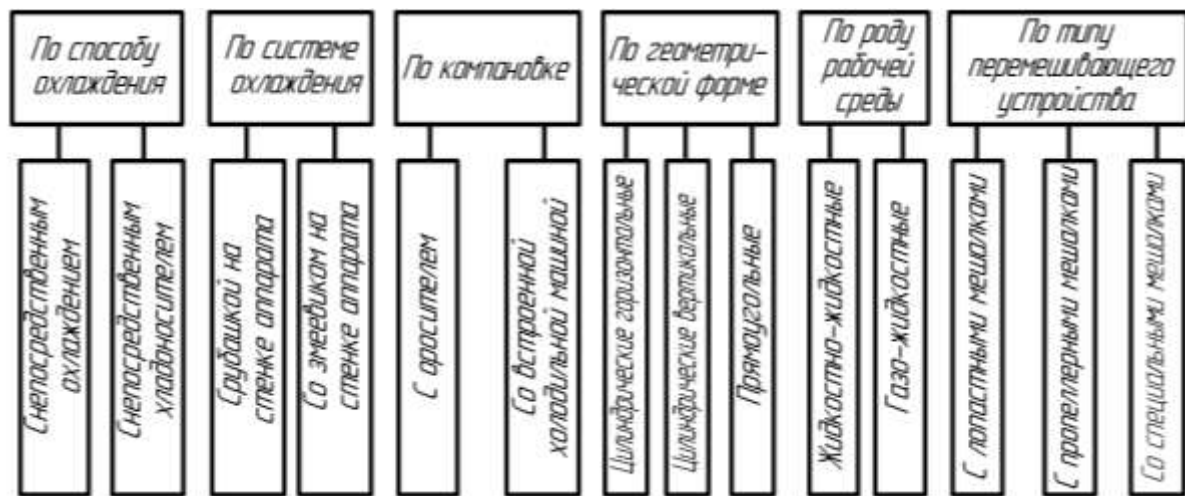 По способу
охлаждения
Снепосредственным
охлаждением
Снепосредственным
хладоносителем
По системе
охлаждения
Срубашкой на
стенке аппарата
Со змеевиком на
стенке аппарата
По компановке
С оросителем
Со встроенной
холодильной машиной
По геометри-
ческой форме
Цилиндрические горизонтальные
Цилиндрические вертикальные
Прямоугольные
По роду
рабочей
среды
Жидкостно-жидкостные
Газо-жидкостные
По типу
перемешивающего
устройства
С лопастными мешалками
С пропеллерными мешалками
Со специальными мешалками